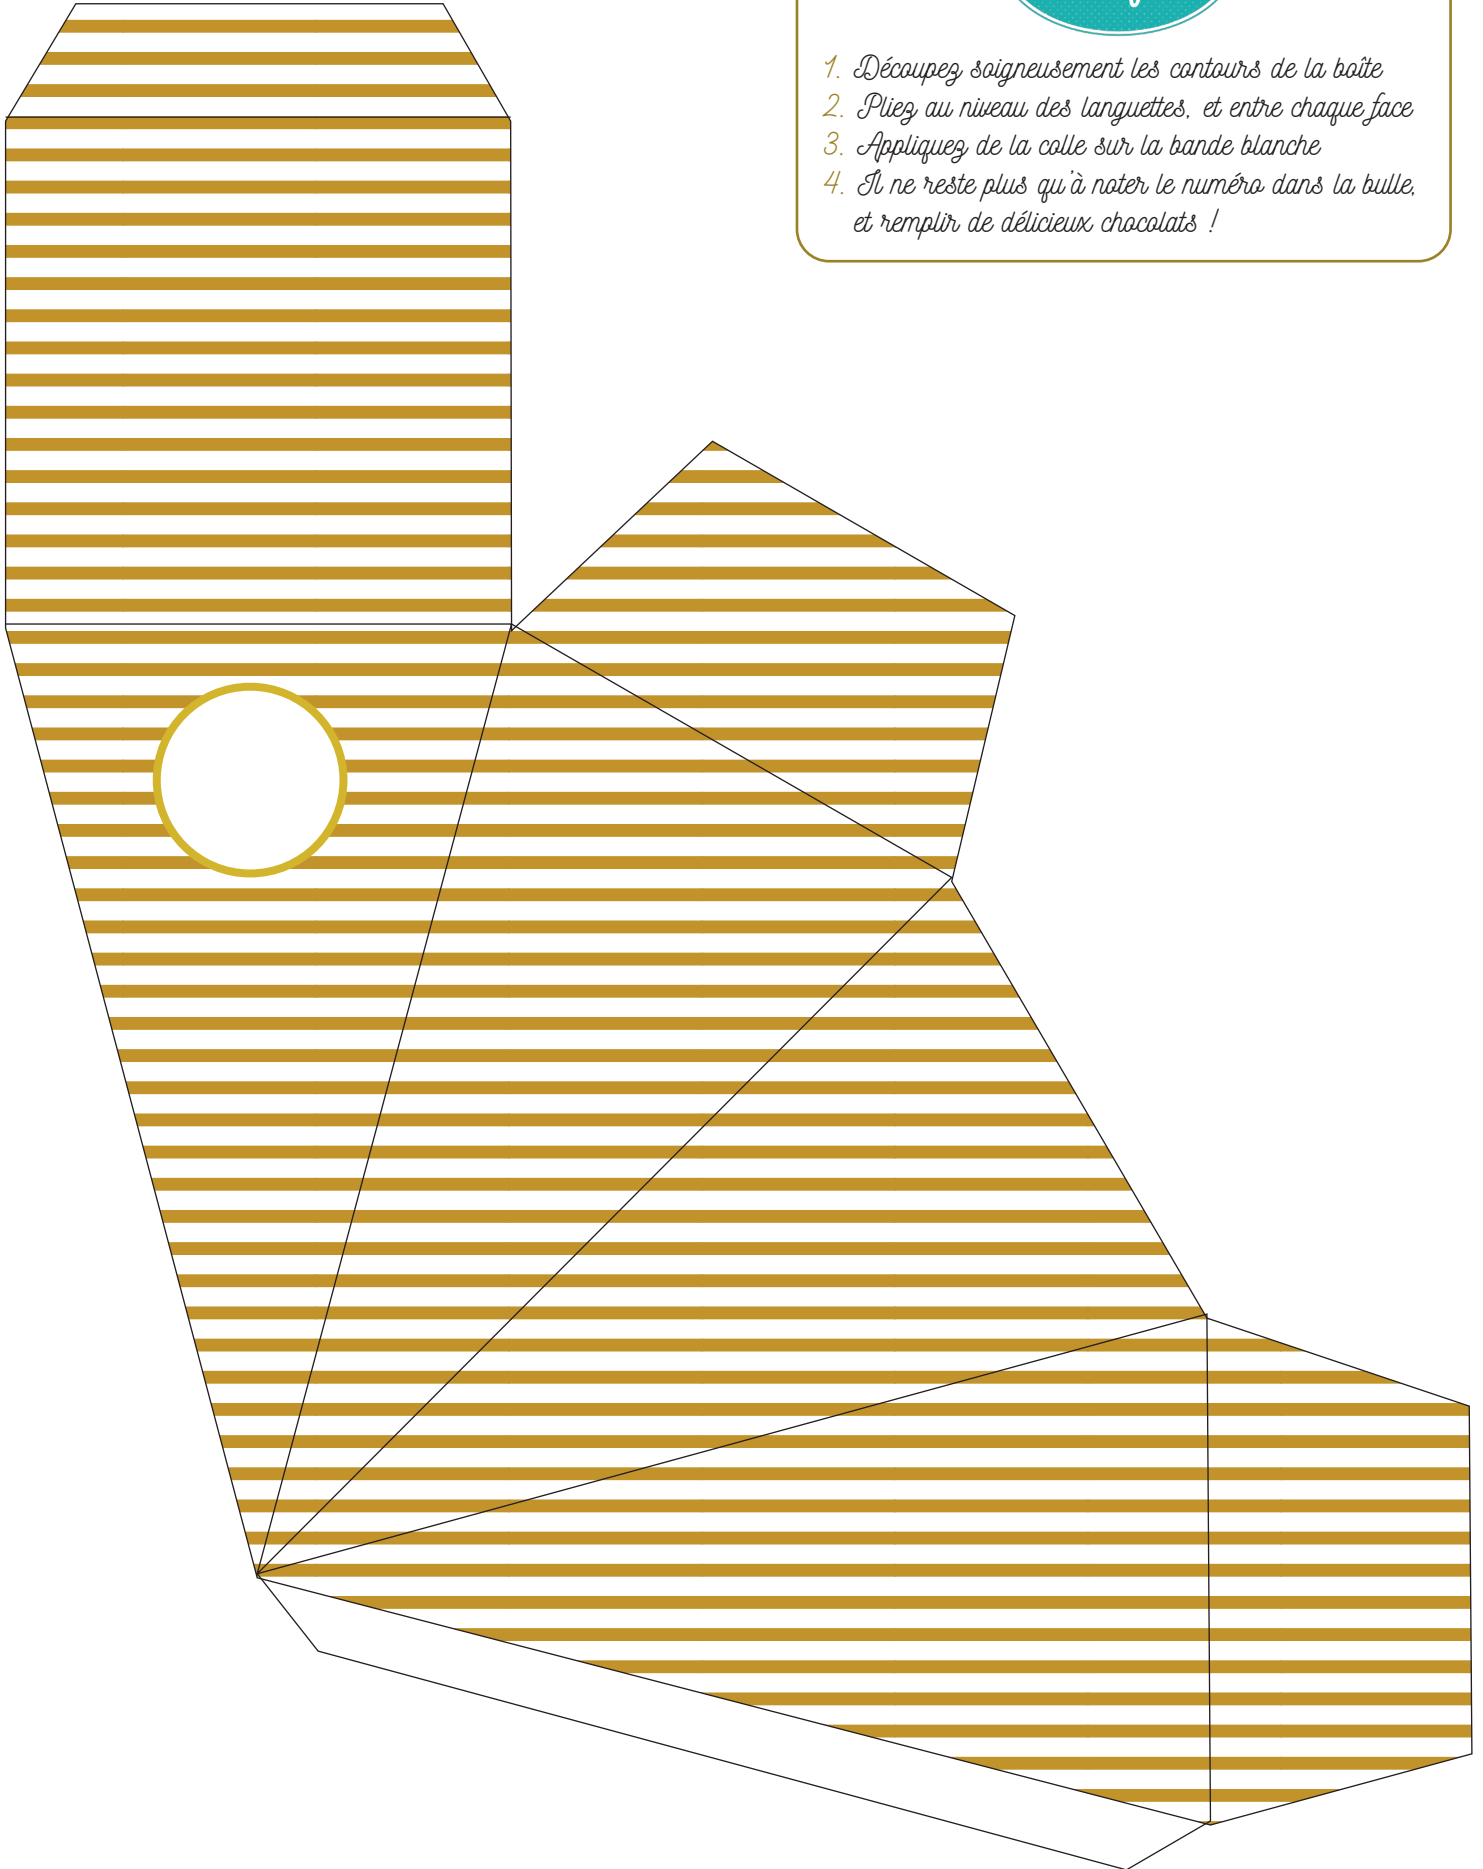 1. Découpez soigneusement les contours de la boîte
2. Pliez au niveau des languettes, et entre chaque face
3. Appliquez de la colle sur la bande blanche
4. Il ne reste plus qu'à noter le numéro dans la bulle,
et remplir de délicieux chocolats !